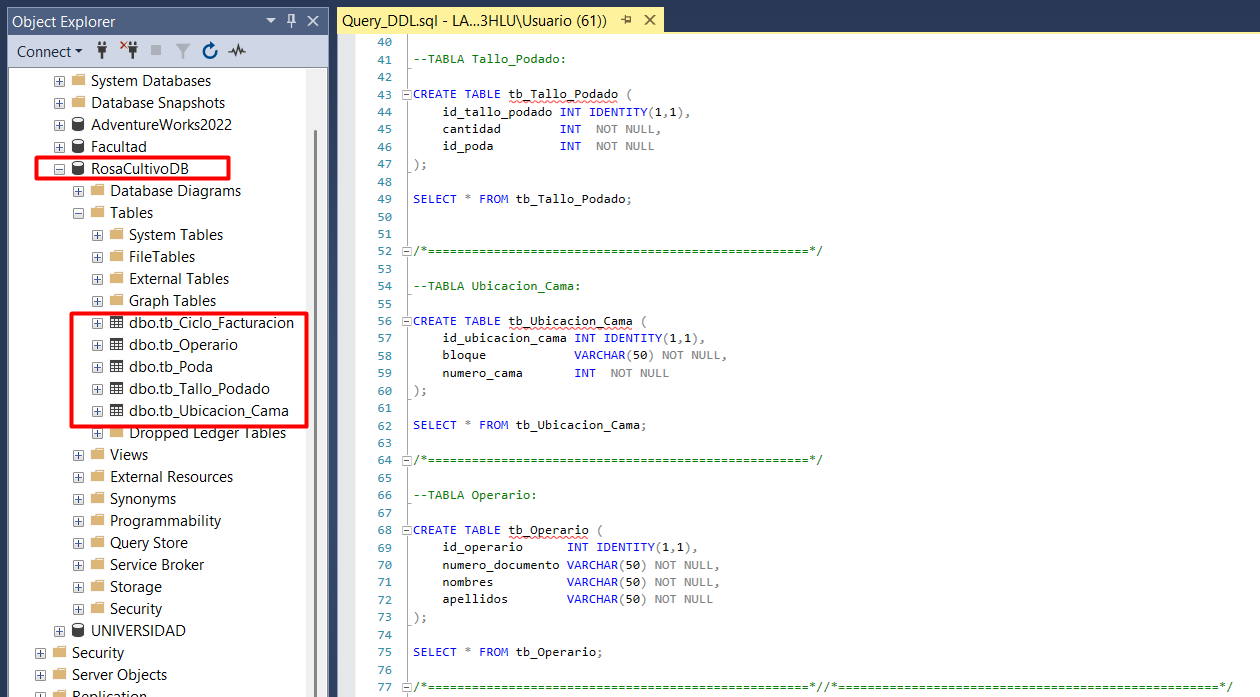 Object Explorer
Connect
System Databases
Database Snapshots
AdventureWorks2022
Facultad
RosaCultivoDB
Database Diagrams
Tables
System Tables
FileTables
External Tables
Graph Tables
dbo.tb_Ciclo_Facturacion
dbo.tb_Operario
dbo.tb_Poda
dbo.tb_Tallo_Podado
dbo.tb_Ubicacion_Cama
Dropped Ledger Tables
Views
External Resources
Synonyms
Programmability
Query Store
Service Broker
Storage
Security
UNIVERSIDAD
Security
Server Objects
Replication
Query_DDL.sql - LA...3HLU\Usuario (61))
40
41 --TABLA Tallo_Podado:
42
43 CREATE TABLE tb_Tallo_Podado (
44 id_tallo_podado INT IDENTITY(1,1),
45 cantidad INT NOT NULL,
46 id_poda INT NOT NULL
47 );
48
49 SELECT * FROM tb_Tallo_Podado;
50
51
52 /*====================================================*/
53
54 --TABLA Ubicacion_Cama:
55
56 CREATE TABLE tb_Ubicacion_Cama (
57 id_ubicacion_cama INT IDENTITY(1,1),
58 bloque VARCHAR(50) NOT NULL,
59 numero_cama INT NOT NULL
60 );
61
62 SELECT * FROM tb_Ubicacion_Cama;
63
64 /*====================================================*/
65
66 --TABLA Operario:
67
68 CREATE TABLE tb_Operario (
69 id_operario INT IDENTITY(1,1),
70 numero_documento VARCHAR(50) NOT NULL,
71 nombres VARCHAR(50) NOT NULL,
72 apellidos VARCHAR(50) NOT NULL
73 );
74
75 SELECT * FROM tb_Operario;
76
77 /*====================================================*//*====================================================*/